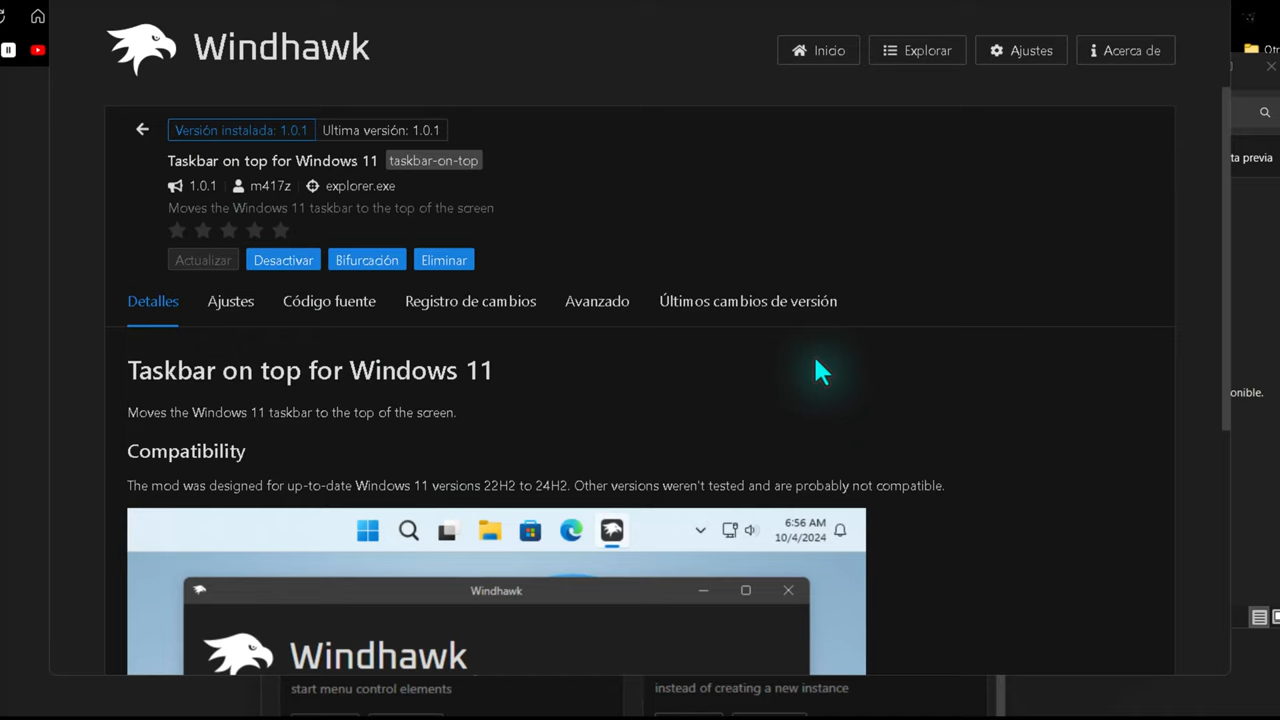 Windhawk
Inicio
Explorar
Ajustes
Acerca de
Otr
Versión instalada: 1.0.1
Ultima versión: 1.0.1
Taskbar on top for Windows 11
taskbar-on-top
1.0.1
m417z
explorer.exe
Moves the Windows 11 taskbar to the top of the screen
Actualizar
Desactivar
Bifurcación
Eliminar
ta previa
Detalles
Ajustes
Código fuente
Registro de cambios
Avanzado
Últimos cambios de versión
Taskbar on top for Windows 11
onible.
Moves the Windows 11 taskbar to the top of the screen.
Compatibility
The mod was designed for up-to-date Windows 11 versions 22H2 to 24H2. Other versions weren't tested and are probably not compatible.
6:56 AM
10/4/2024
Windhawk
Windhawk
start menu control elements
instead of creating a new instance